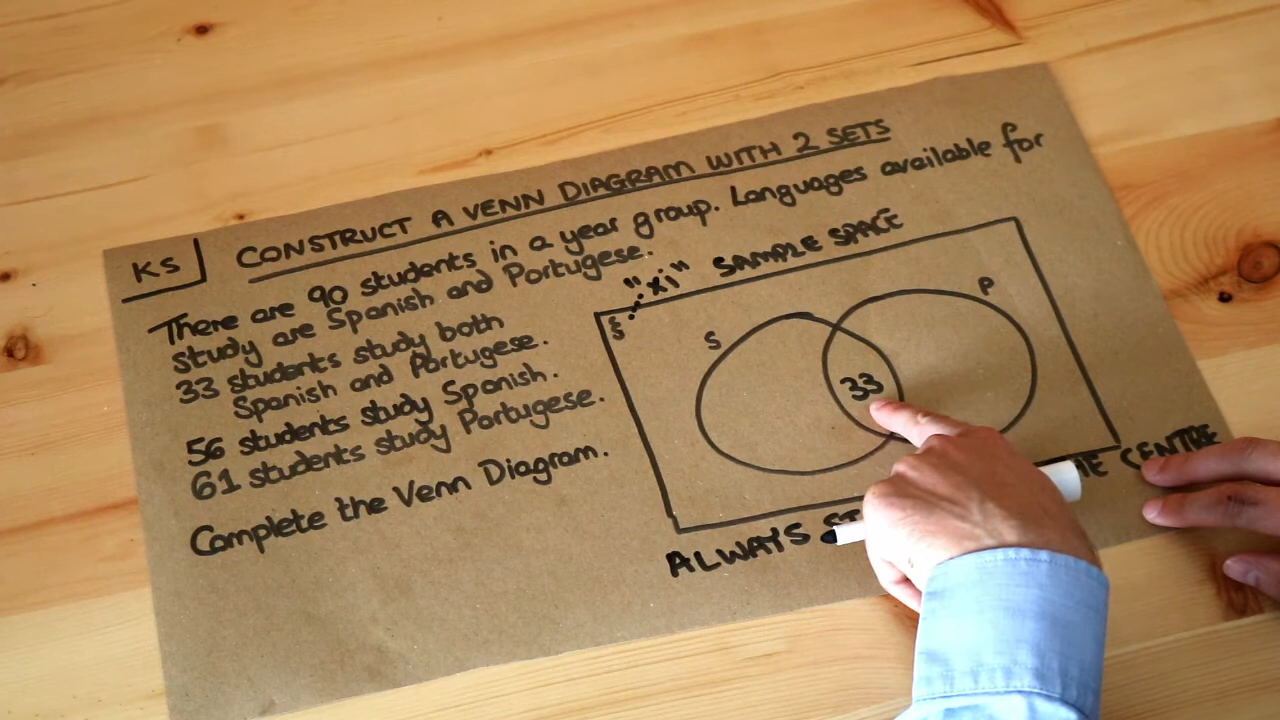 KS
CONSTRUCT A VENN DIAGRAM WITH 2 SETS
There are 90 students in a year group. Languages available for
study are Spanish and Portugese.
33 students study both
Spanish and Portugese.
56 students study Spanish.
61 students study Portugese.
Complete the Venn Diagram.
"xi" SAMPLE SPACE
ξ
S
P
33
ALWAYS CENTRE